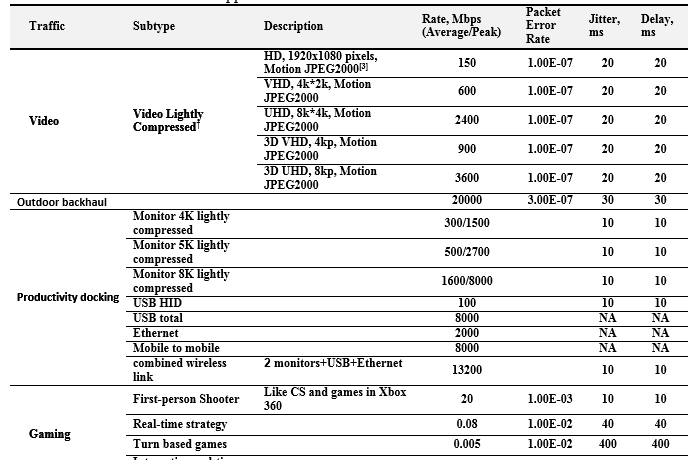 Traffic Subtype Description Rate, Mbps (Average/Peak) Packet Error Rate Jitter, ms Delay, ms
Video
Video Lightly Compressed†
HD, 1920x1080 pixels, Motion JPEG2000[3] 150 1.00E-07 20 20
VHD, 4k*2k, Motion JPEG2000 600 1.00E-07 20 20
UHD, 8k*4k, Motion JPEG2000 2400 1.00E-07 20 20
3D VHD, 4kp, Motion JPEG2000 900 1.00E-07 20 20
3D UHD, 8kp, Motion JPEG2000 3600 1.00E-07 20 20
Outdoor backhaul 20000 3.00E-07 30 30
Productivity docking
Monitor 4K lightly compressed 300/1500 10 10
Monitor 5K lightly compressed 500/2700 10 10
Monitor 8K lightly compressed 1600/8000 10 10
USB HID 100 10 10
USB total 8000 NA NA
Ethernet 2000 NA NA
Mobile to mobile 8000 NA NA
combined wireless link 2 monitors+USB+Ethernet 13200 10 10
Gaming
First-person Shooter Like CS and games in Xbox 360 20 1.00E-03 10 10
Real-time strategy 0.08 1.00E-02 40 40
Turn based games 0.005 1.00E-02 400 400